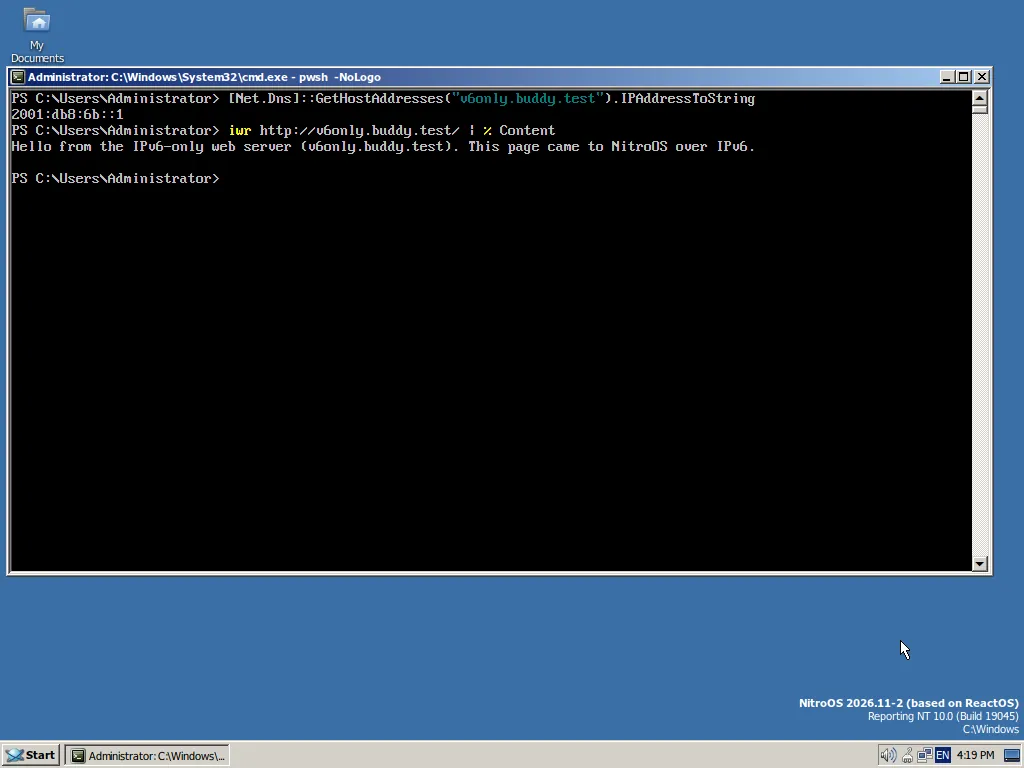 My
Documents
Administrator: C:\Windows\System32\cmd.exe - pwsh -NoLogo
PS C:\Users\Administrator> [Net.Dns]::GetHostAddresses("v6only.buddy.test").IPAddressToString
2001:db8:6b::1
PS C:\Users\Administrator> iwr http://v6only.buddy.test/ | % Content
Hello from the IPv6-only web server (v6only.buddy.test). This page came to NitroOS over IPv6.
PS C:\Users\Administrator>
NitroOS 2026.11-2 (based on ReactOS)
Reporting NT 10.0 (Build 19045)
C:\Windows
Start
Administrator: C:\Windows\...
EN
4:19 PM